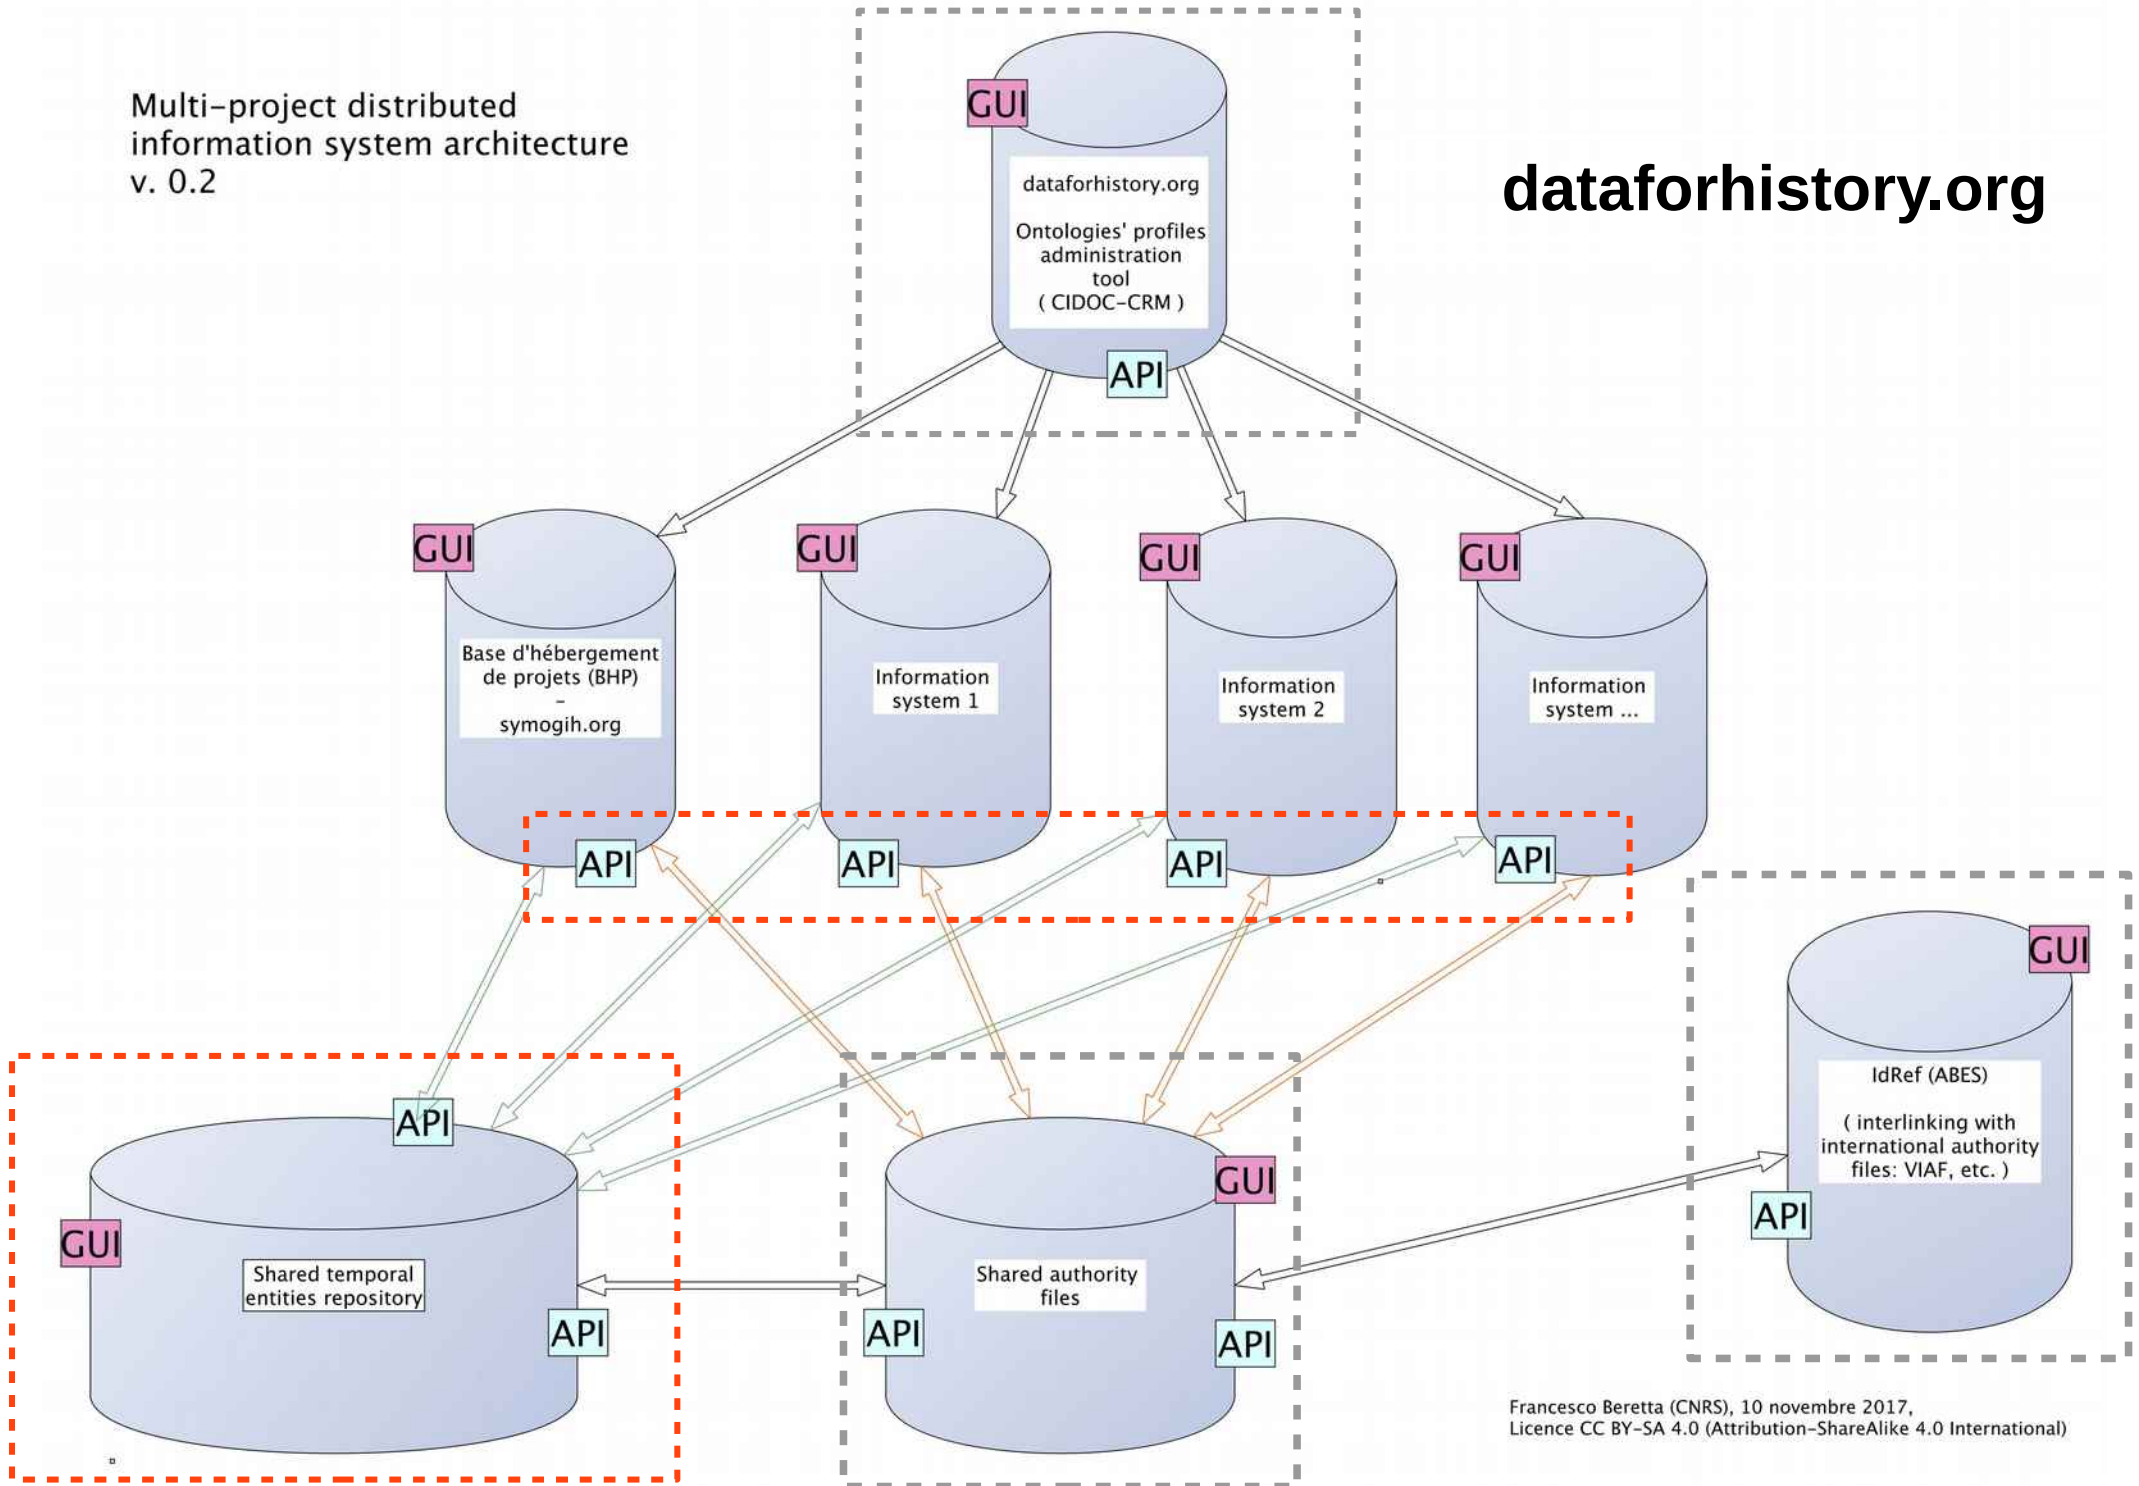 Multi-project distributed
information system architecture
v. 0.2
dataforhistory.org
GUI
dataforhistory.org
Ontologies' profiles
administration
tool
( CIDOC-CRM )
API
GUI
Base d'hébergement
de projets (BHP)
-
symogih.org
API
GUI
Information
system 1
API
GUI
Information
system 2
API
GUI
Information
system ...
API
GUI
IdRef (ABES)
( interlinking with
international authority
files: VIAF, etc. )
API
API
GUI
Shared temporal
entities repository
API
GUI
Shared authority
files
API
API
Francesco Beretta (CNRS), 10 novembre 2017,
Licence CC BY-SA 4.0 (Attribution-ShareAlike 4.0 International)